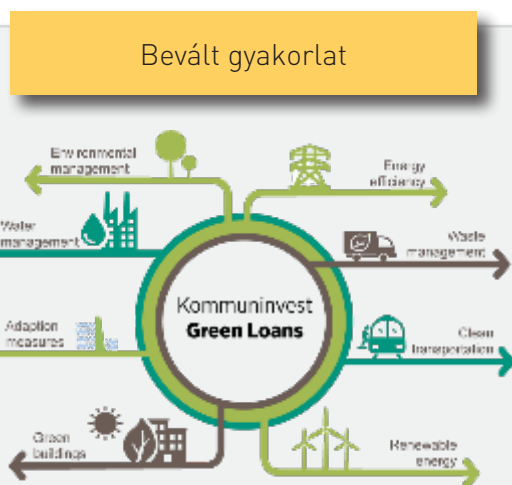 Bevált gyakorlat
Environmental
management
Energy
efficiency
Water
management
Waste
management
Kommuninvest
Green Loans
Adaption
measures
Clean
transportation
Green
buildings
Renewable
energy